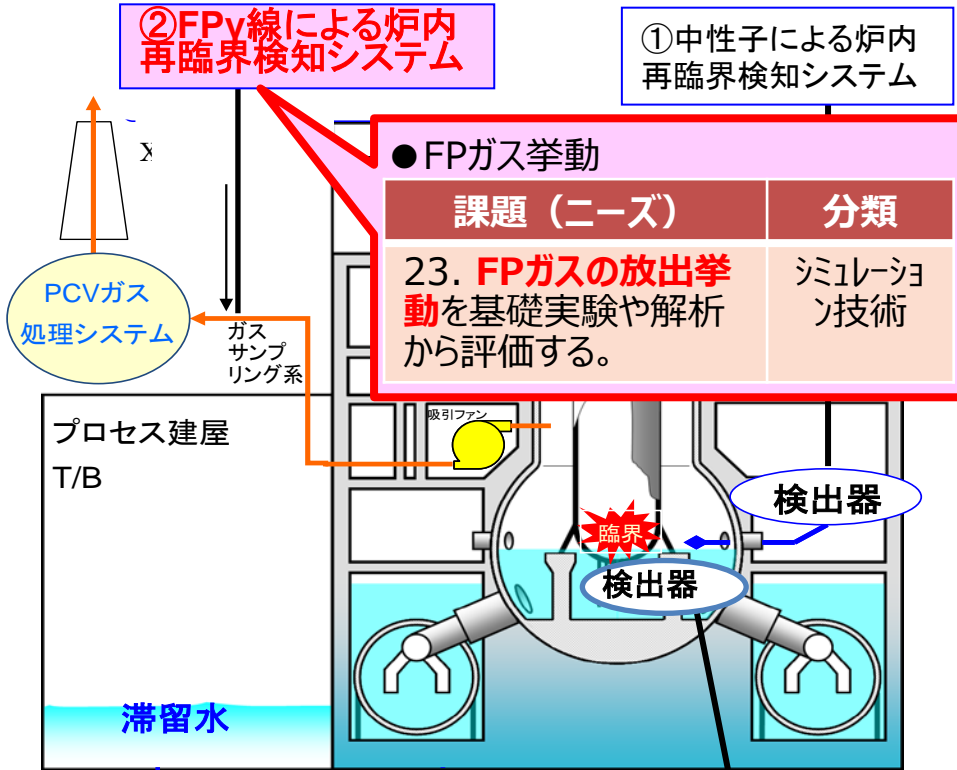 ②FPγ線による炉内
再臨界検知システム
①中性子による炉内
再臨界検知システム
●FPガス挙動
課題（ニーズ）
分類
23. FPガスの放出挙
動を基礎実験や解析
から評価する。
シミュレーショ
ン技術
PCVガス
処理システム
ガス
サンプ
リング系
吸引ファン
プロセス建屋
T/B
検出器
臨界
検出器
滞留水